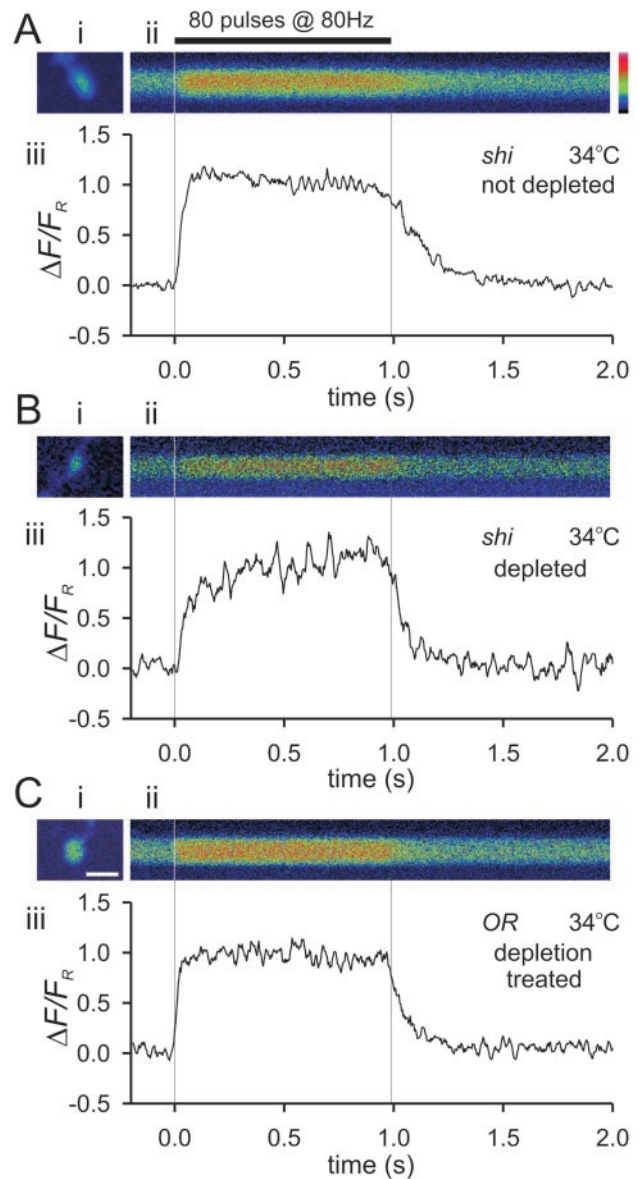 A
i
ii
80 pulses @ 80Hz
iii
1.5
1.0
0.5
0.0
-0.5
ΔF/F_R
shi 34°C
not depleted
0.0 0.5 1.0 1.5 2.0
time (s)
B
i
ii
iii
1.5
1.0
0.5
0.0
-0.5
ΔF/F_R
shi 34°C
depleted
0.0 0.5 1.0 1.5 2.0
time (s)
C
i
ii
iii
1.5
1.0
0.5
0.0
-0.5
ΔF/F_R
OR 34°C
depletion
treated
0.0 0.5 1.0 1.5 2.0
time (s)